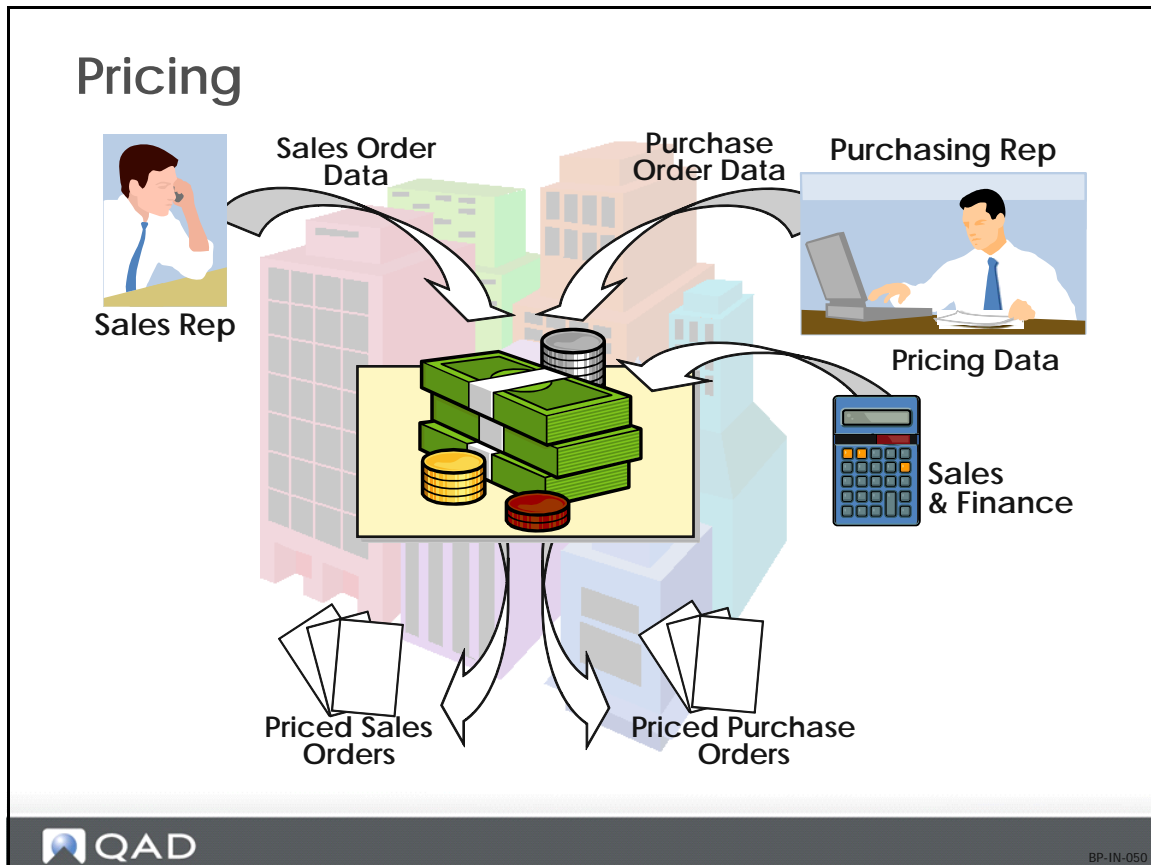 Pricing
Sales Order
Data
Purchase
Order Data
Purchasing Rep
Sales Rep
Pricing Data
Sales
& Finance
Priced Sales
Orders
Priced Purchase
Orders
QAD
BP-IN-050